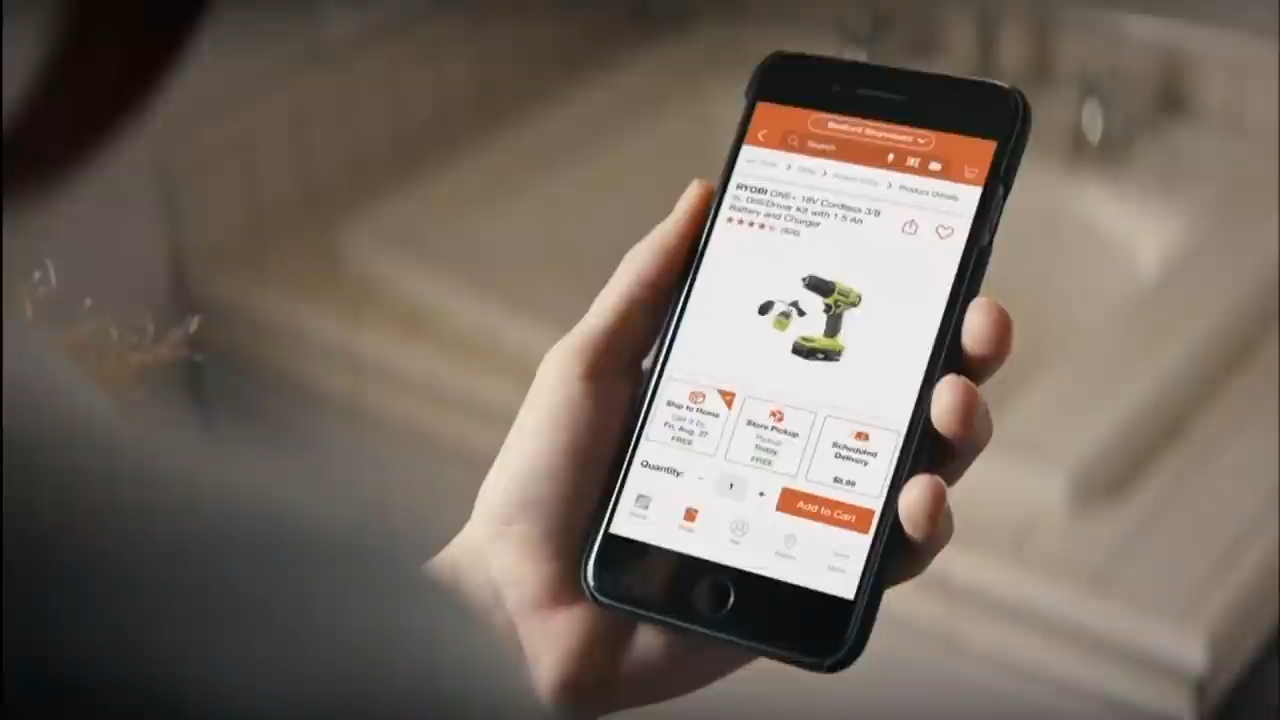 Bedford
Search
Product Details
RYOBI ONE+ 18V Cordless 3/8
in. Drill/Driver Kit with 1.5 Ah
Battery and Charger
Ship to Home
Get it by
Fri, Aug. 27
FREE
Store Pickup
Pickup
Today
FREE
Scheduled
Delivery
$8.99
Quantity:
-
1
+
Add to Cart